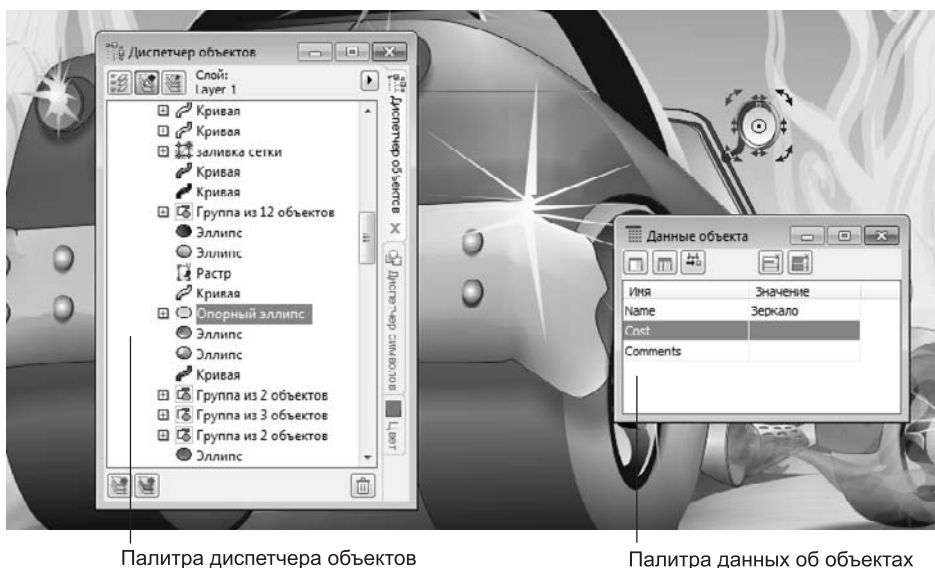 Диспетчер объектов
Слой:
Layer 1
Кривая
Кривая
заливка сетки
Кривая
Кривая
Группа из 12 объектов
Эллипс
Эллипс
Растр
Кривая
Опорный эллипс
Эллипс
Эллипс
Кривая
Группа из 2 объектов
Группа из 3 объектов
Группа из 2 объектов
Эллипс
Диспетчер объектов
Диспетчер символов
Цвет
Данные объекта
Имя Значение
Name Зеркало
Cost
Comments
Палитра диспетчера объектов
Палитра данных об объектах